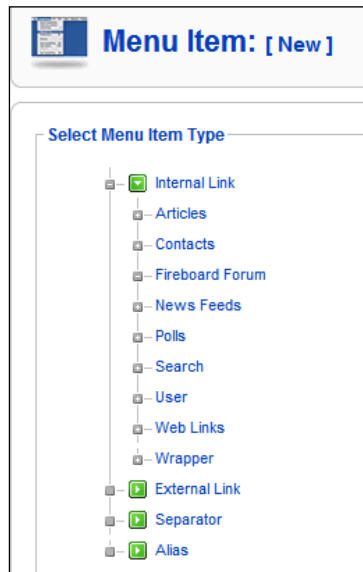 Menu Item: [ New ]
Select Menu Item Type
Internal Link
Articles
Contacts
Fireboard Forum
News Feeds
Polls
Search
User
Web Links
Wrapper
External Link
Separator
Alias